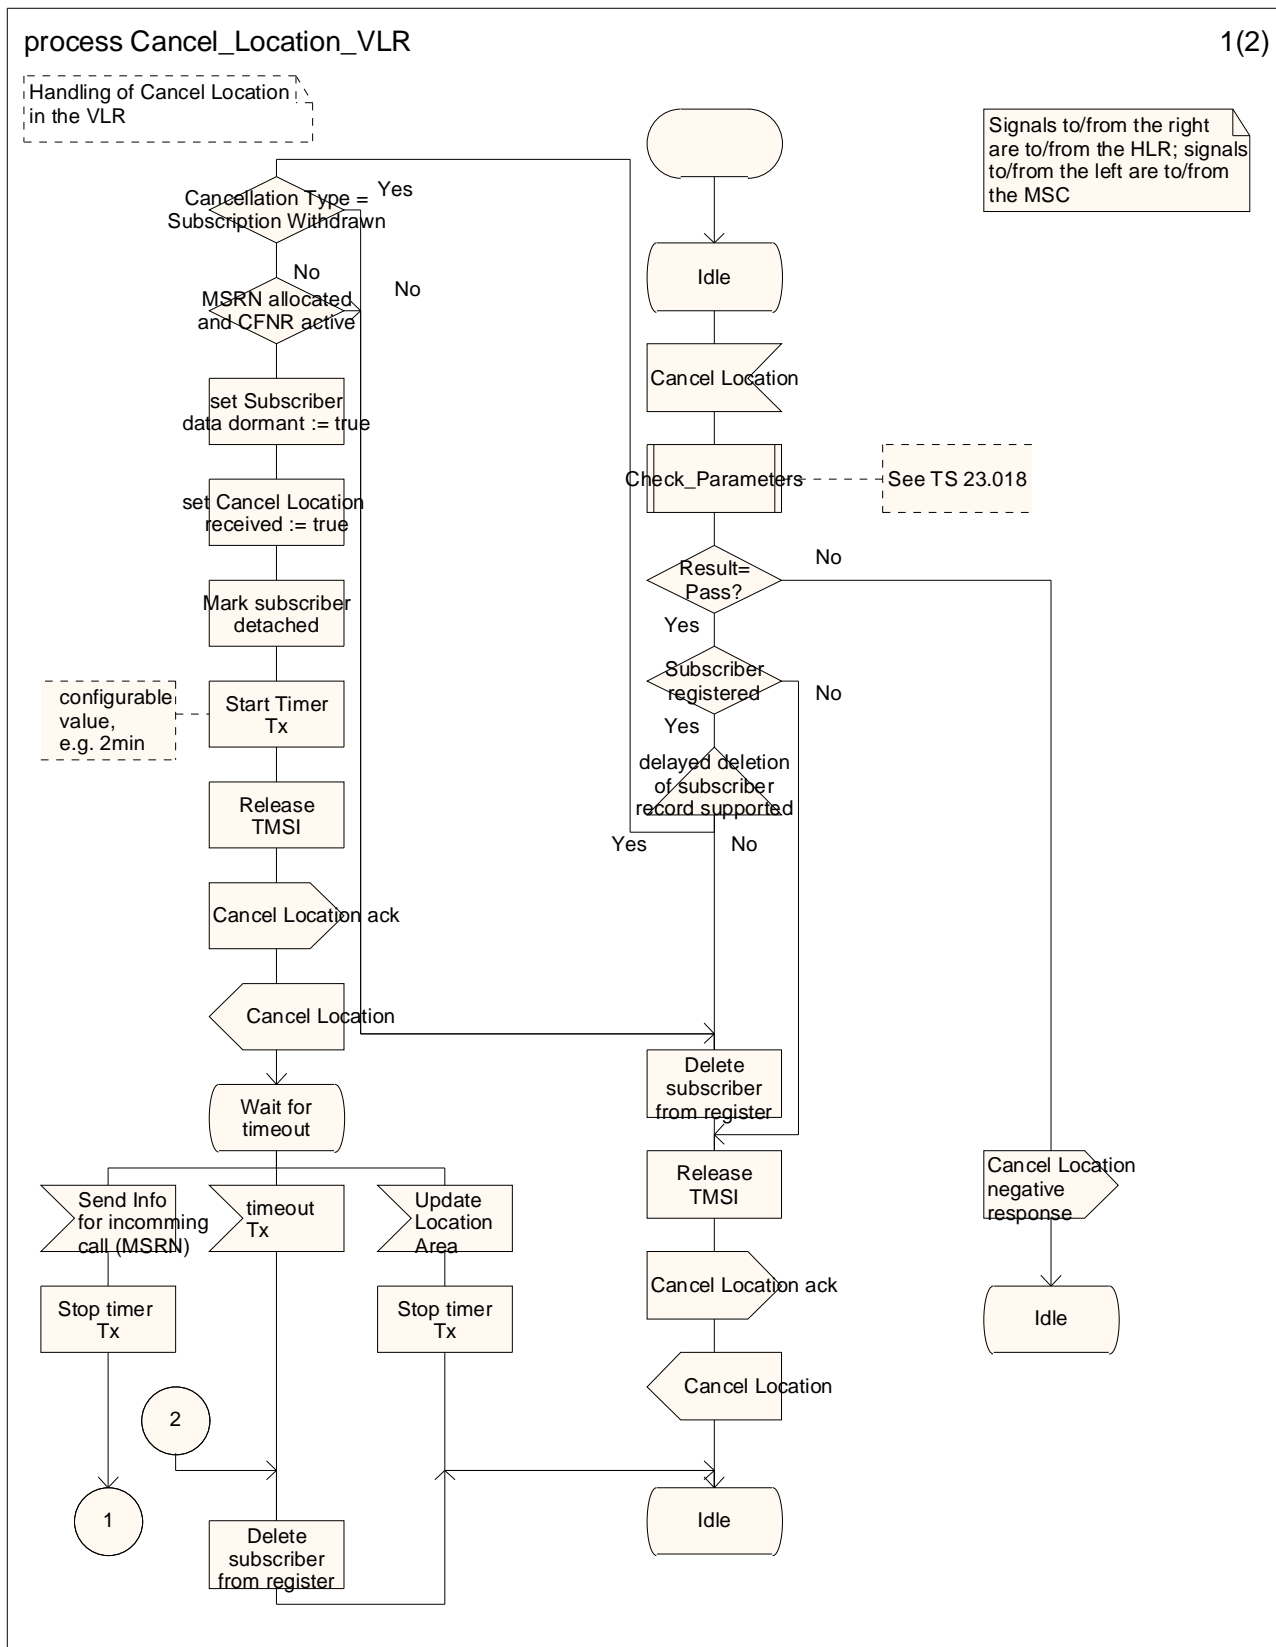 process Cancel_Location_VLR
1(2)
Handling of Cancel Location
in the VLR
Signals to/from the right
are to/from the HLR; signals
to/from the left are to/from
the MSC
Cancellation Type =
Subscription Withdrawn
Yes
No
MSRN allocated
and CFNR active
No
set Subscriber
data dormant := true
set Cancel Location
received := true
Mark subscriber
detached
configurable
value,
e.g. 2min
Start Timer
Tx
Release
TMSI
Cancel Location ack
Cancel Location
Wait for
timeout
Send Info
for incomming
call (MSRN)
timeout
Tx
Update
Location
Area
Stop timer
Tx
Stop timer
Tx
2
1
Delete
subscriber
from register
Idle
Cancel Location
Check_Parameters
See TS 23.018
Result=
Pass?
No
Yes
Subscriber
registered
No
Yes
delayed deletion
of subscriber
record supported
Yes
No
Delete
subscriber
from register
Release
TMSI
Cancel Location ack
Cancel Location
Idle
Cancel Location
negative
response
Idle